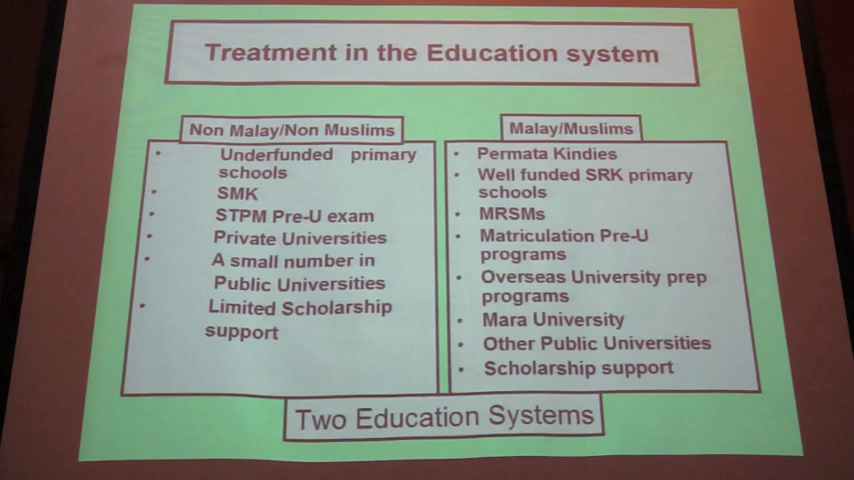 Treatment in the Education system
Non Malay/Non Muslims
• Underfunded primary
schools
• SMK
• STPM Pre-U exam
• Private Universities
• A small number in
Public Universities
• Limited Scholarship
support
Malay/Muslims
• Permata Kindies
• Well funded SRK primary
schools
• MRSMs
• Matriculation Pre-U
programs
• Overseas University prep
programs
• Mara University
• Other Public Universities
• Scholarship support
Two Education Systems